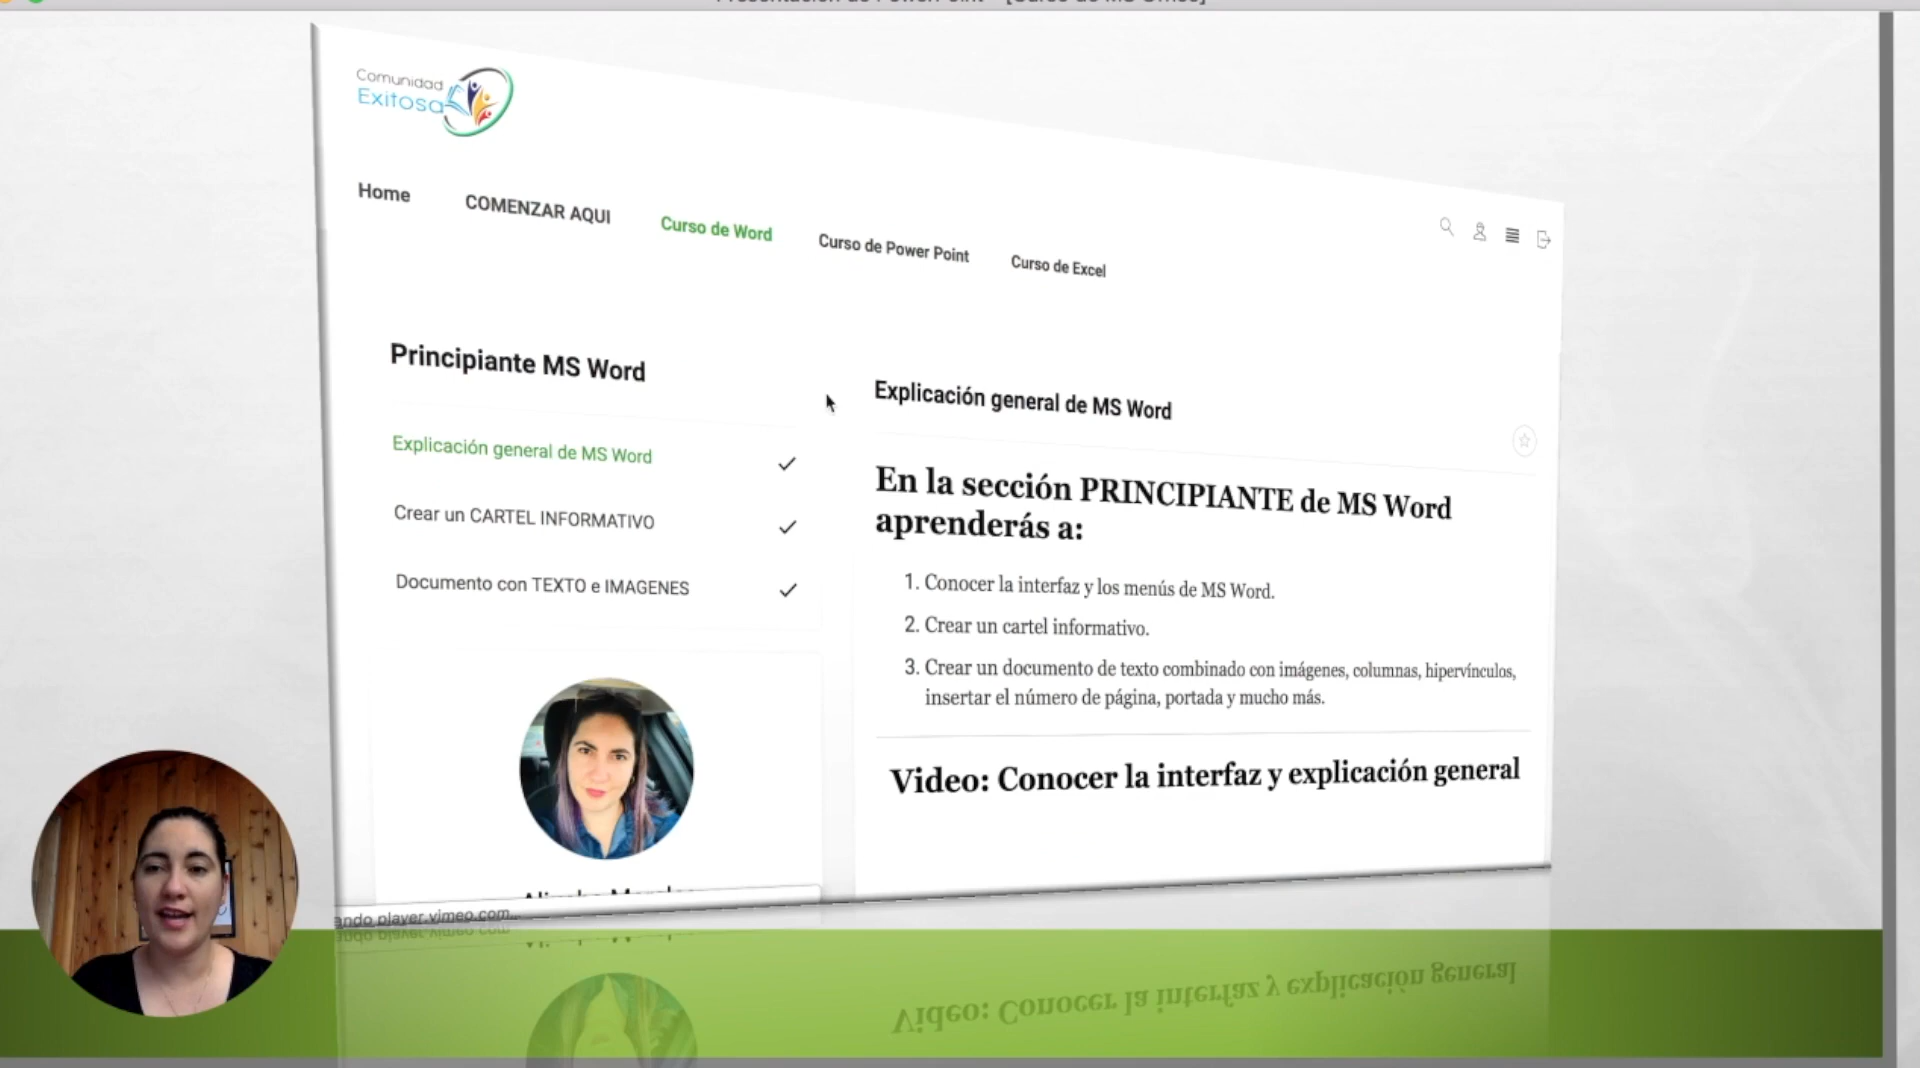 Comunidad
Exitosa
Home
COMENZAR AQUI
Curso de Word
Curso de Power Point
Curso de Excel
Principiante MS Word
Explicación general de MS Word
Crear un CARTEL INFORMATIVO
Documento con TEXTO e IMAGENES
Explicación general de MS Word
En la sección PRINCIPIANTE de MS Word
aprenderás a:
1. Conocer la interfaz y los menús de MS Word.
2. Crear un cartel informativo.
3. Crear un documento de texto combinado con imágenes, columnas, hipervínculos,
insertar el número de página, portada y mucho más.
Video: Conocer la interfaz y explicación general
ando player.vimeo.com...